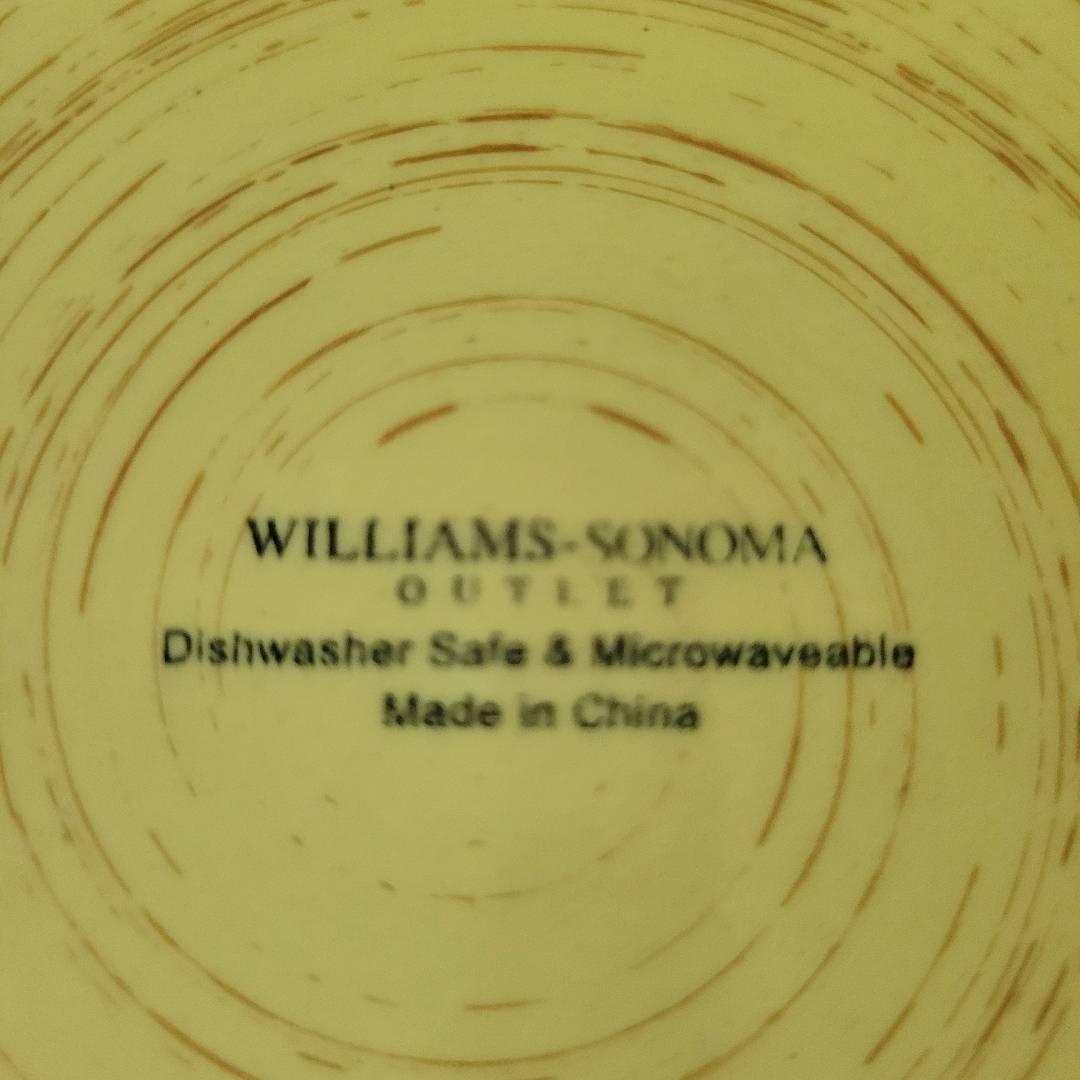 WILLIAMS-SONOMA
OUTLET
Dishwasher Safe & Microwaveable
Made in China